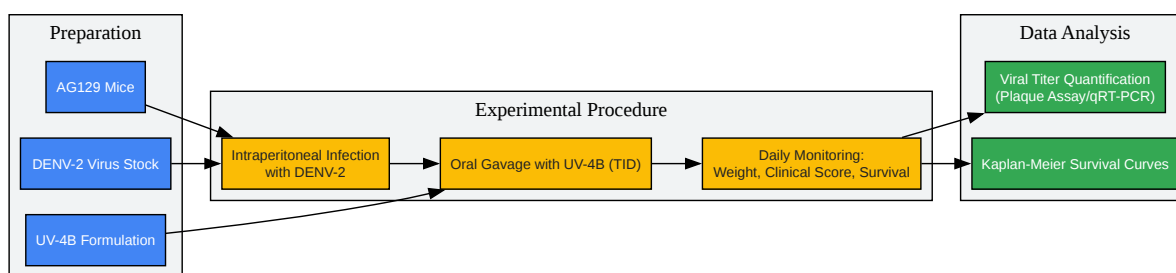 Preparation
AG129 Mice
DENV-2 Virus Stock
UV-4B Formulation
Experimental Procedure
Intraperitoneal Infection
with DENV-2
Oral Gavage with UV-4B (TID)
Daily Monitoring:
Weight, Clinical Score, Survival
Data Analysis
Viral Titer Quantification
(Plaque Assay/qRT-PCR)
Kaplan-Meier Survival Curves